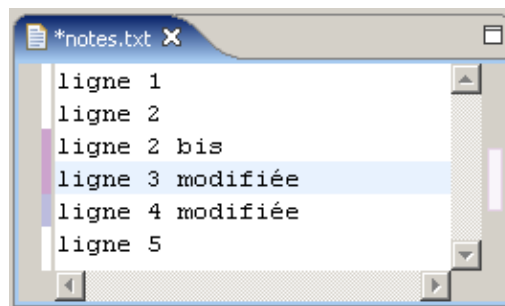 *notes.txt
ligne 1
ligne 2
ligne 2 bis
ligne 3 modifiée
ligne 4 modifiée
ligne 5